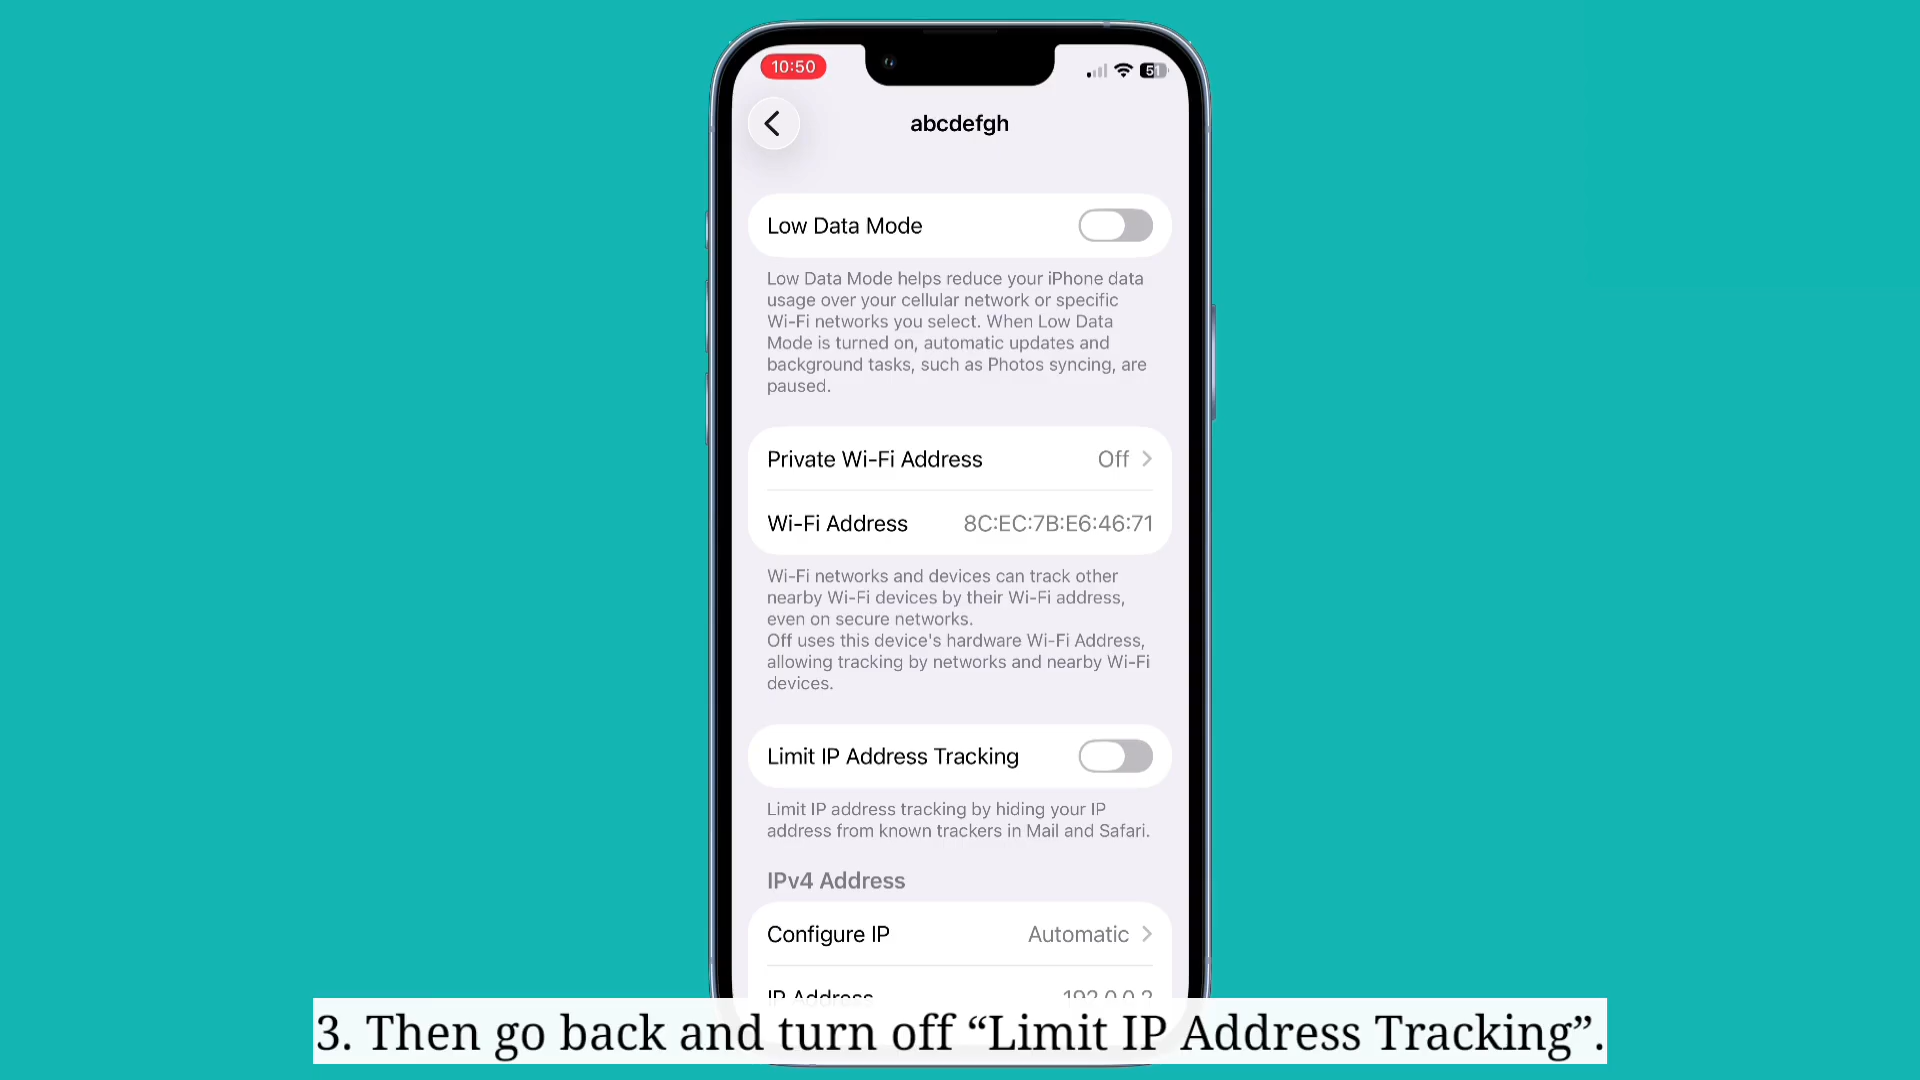 10:50
51
abcdefgh
Low Data Mode
Low Data Mode helps reduce your iPhone data
usage over your cellular network or specific
Wi-Fi networks you select. When Low Data
Mode is turned on, automatic updates and
background tasks, such as Photos syncing, are
paused.
Private Wi-Fi Address Off
Wi-Fi Address 8C:EC:7B:E6:46:71
Wi-Fi networks and devices can track other
nearby Wi-Fi devices by their Wi-Fi address,
even on secure networks.
Off uses this device's hardware Wi-Fi Address,
allowing tracking by networks and nearby Wi-Fi
devices.
Limit IP Address Tracking
Limit IP address tracking by hiding your IP
address from known trackers in Mail and Safari.
IPv4 Address
Configure IP Automatic
IP Address 192.0.0.2
3. Then go back and turn off “Limit IP Address Tracking”.